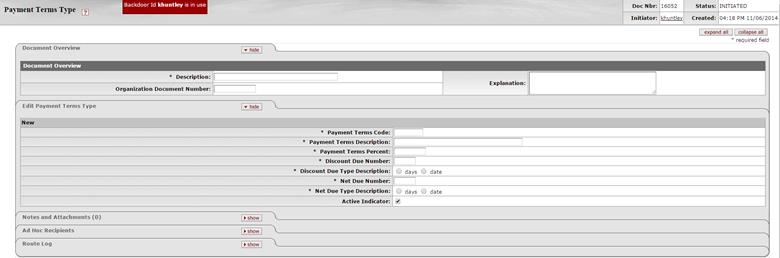 Payment Terms Type ?
Backdoor Id khuntley is in use
Doc Nbr: 16052 Status: INITIATED
Initiator: khuntley Created: 04:18 PM 11/06/2014
expand all collapse all
* required field
Document Overview hide
Document Overview
* Description:
Organization Document Number:
Explanation:
Edit Payment Terms Type hide
New
* Payment Terms Code:
* Payment Terms Description:
* Payment Terms Percent:
* Discount Due Number:
* Discount Due Type Description: days date
* Net Due Number:
* Net Due Type Description: days date
Active Indicator:
Notes and Attachments (0) show
Ad Hoc Recipients show
Route Log show